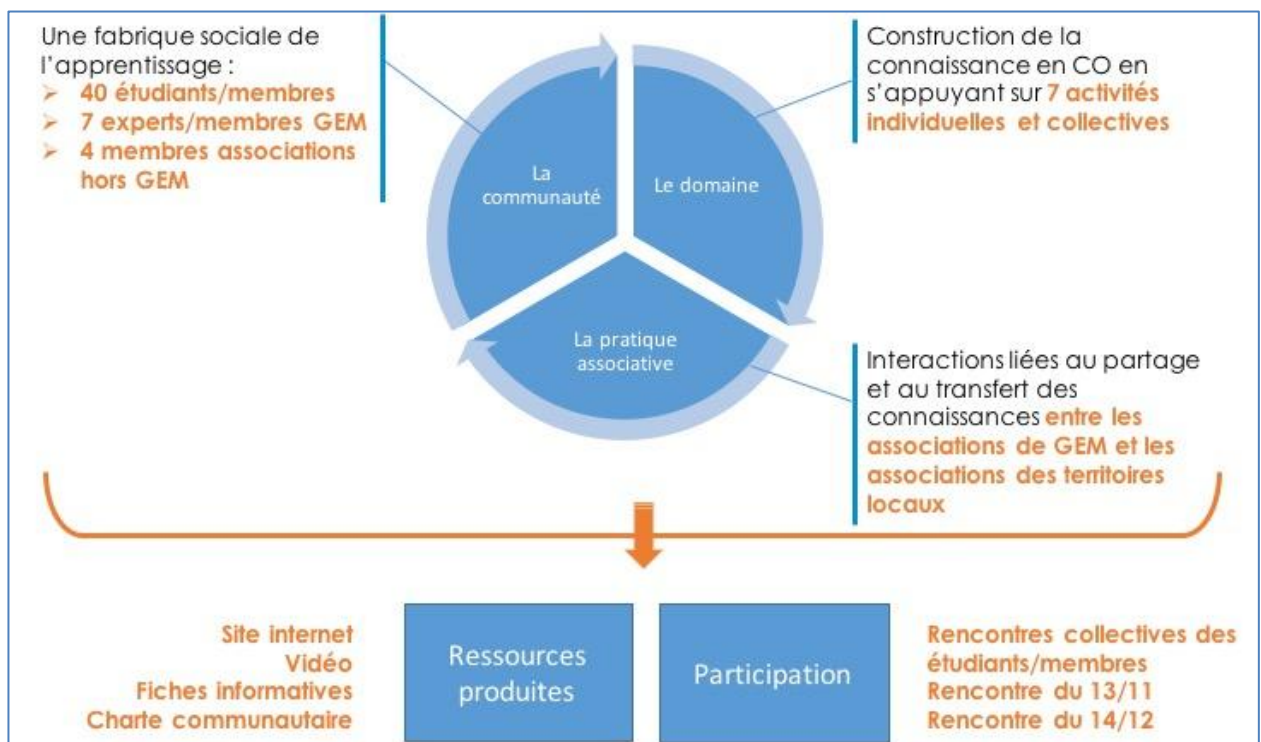 Une fabrique sociale de
l'apprentissage :
➢ 40 étudiants/membres
➢ 7 experts/membres GEM
➢ 4 membres associations
hors GEM
La
communauté
Le domaine
Construction de la
connaissance en CO en
s'appuyant sur 7 activités
individuelles et collectives
La pratique
associative
Interactions liées au partage
et au transfert des
connaissances entre les
associations de GEM et les
associations des territoires
locaux
Site internet
Vidéo
Fiches informatives
Charte communautaire
Ressources
produites
Participation
Rencontres collectives des
étudiants/membres
Rencontre du 13/11
Rencontre du 14/12